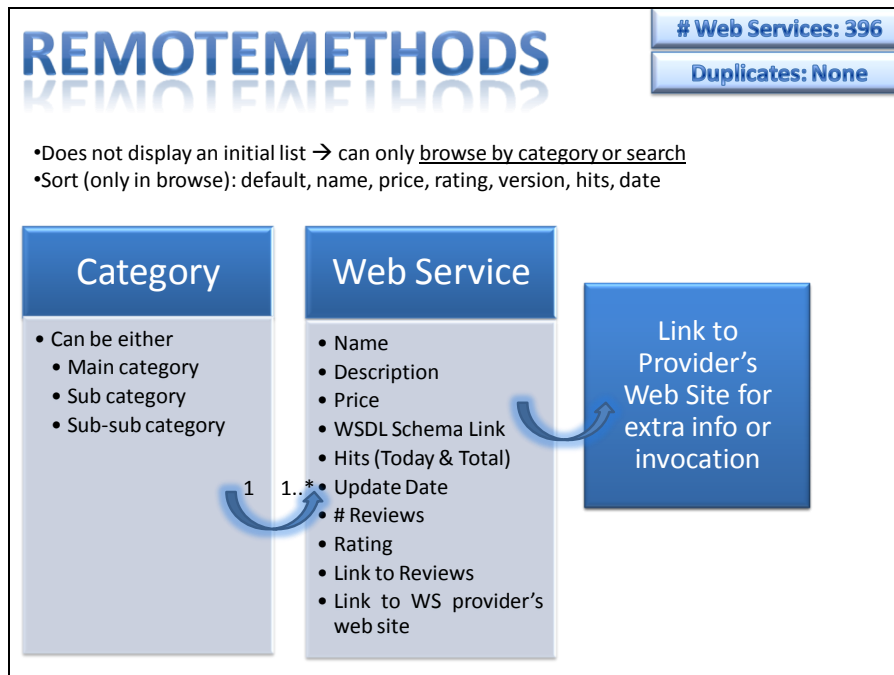 REMOTEMETHODS
# Web Services: 396
Duplicates: None
•Does not display an initial list → can only browse by category or search
•Sort (only in browse): default, name, price, rating, version, hits, date
Category
• Can be either
• Main category
• Sub category
• Sub-sub category
1 1..*
Web Service
• Name
• Description
• Price
• WSDL Schema Link
• Hits (Today & Total)
• Update Date
• # Reviews
• Rating
• Link to Reviews
• Link to WS provider's
web site
Link to
Provider’s
Web Site for
extra info or
invocation